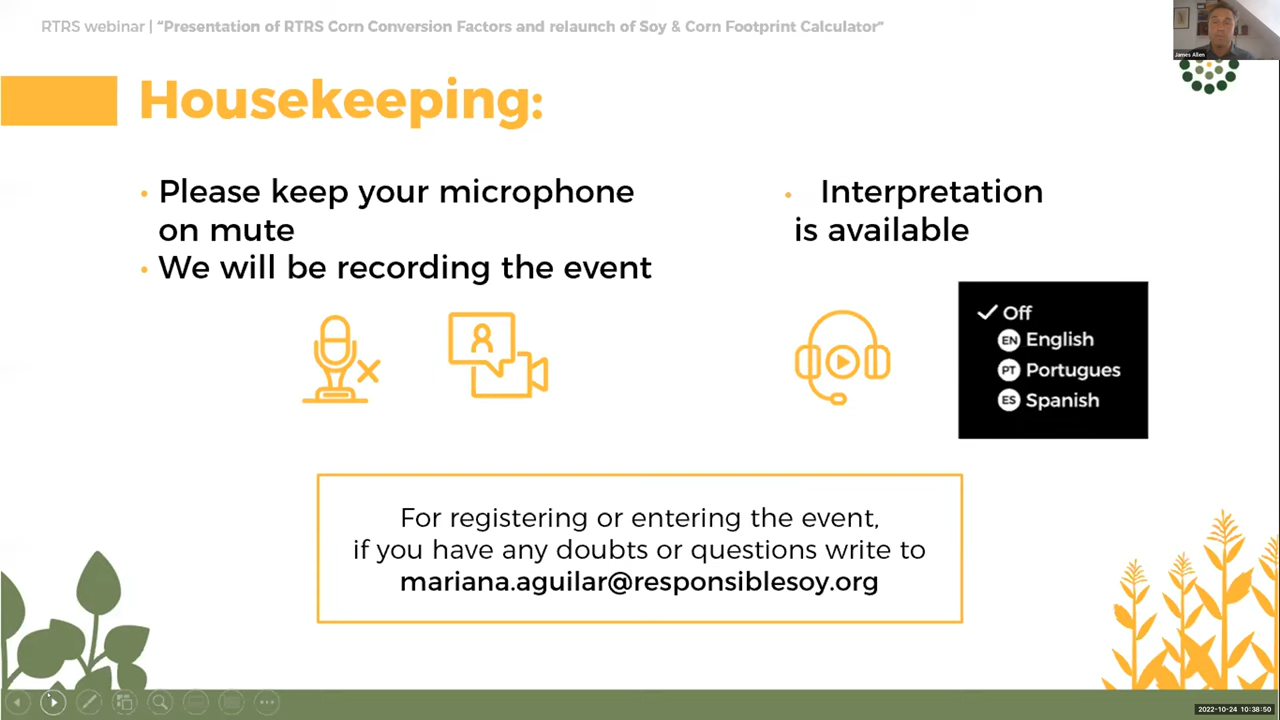 RTRS webinar | “Presentation of RTRS Corn Conversion Factors and relaunch of Soy & Corn Footprint Calculator”
James Allen
Housekeeping:
• Please keep your microphone
on mute
• We will be recording the event
• Interpretation
is available
Off
EN English
PT Portugues
ES Spanish
For registering or entering the event,
if you have any doubts or questions write to
mariana.aguilar@responsiblesoy.org
2022-10-24 10:38:50